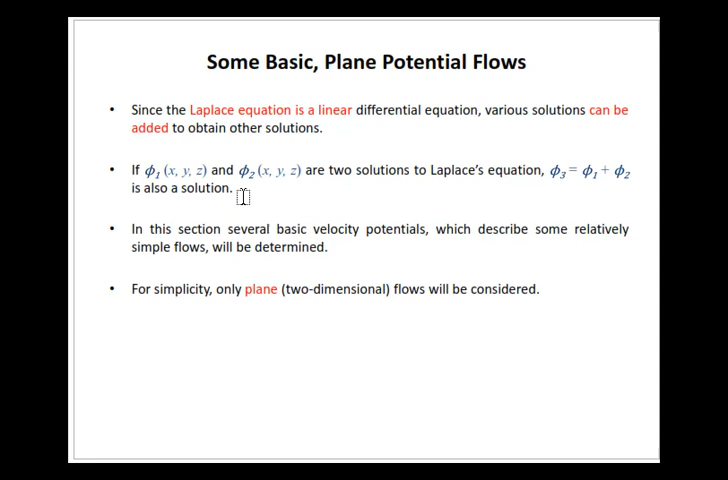 Some Basic, Plane Potential Flows
• Since the Laplace equation is a linear differential equation, various solutions can be
added to obtain other solutions.
• If ϕ1 (x, y, z) and ϕ2 (x, y, z) are two solutions to Laplace's equation, ϕ3 = ϕ1 + ϕ2
is also a solution.
• In this section several basic velocity potentials, which describe some relatively
simple flows, will be determined.
• For simplicity, only plane (two-dimensional) flows will be considered.